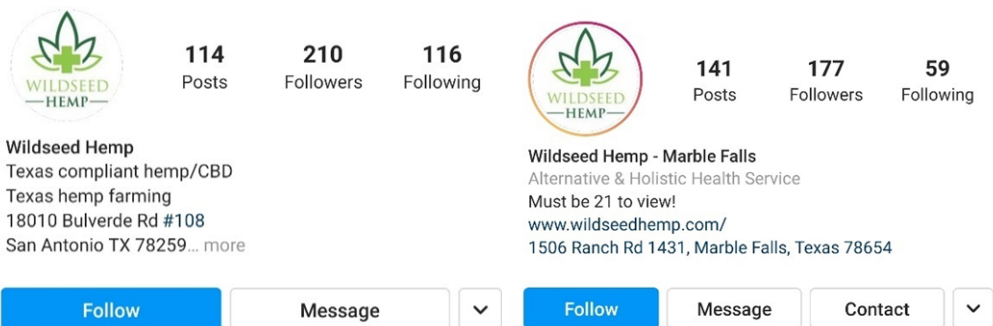 WILDSEED
HEMP
114
Posts
210
Followers
116
Following
Wildseed Hemp
Texas compliant hemp/CBD
Texas hemp farming
18010 Bulverde Rd #108
San Antonio TX 78259... more
Follow
Message
WILDSEED
HEMP
141
Posts
177
Followers
59
Following
Wildseed Hemp - Marble Falls
Alternative & Holistic Health Service
Must be 21 to view!
www.wildseedhemp.com/
1506 Ranch Rd 1431, Marble Falls, Texas 78654
Follow
Message
Contact